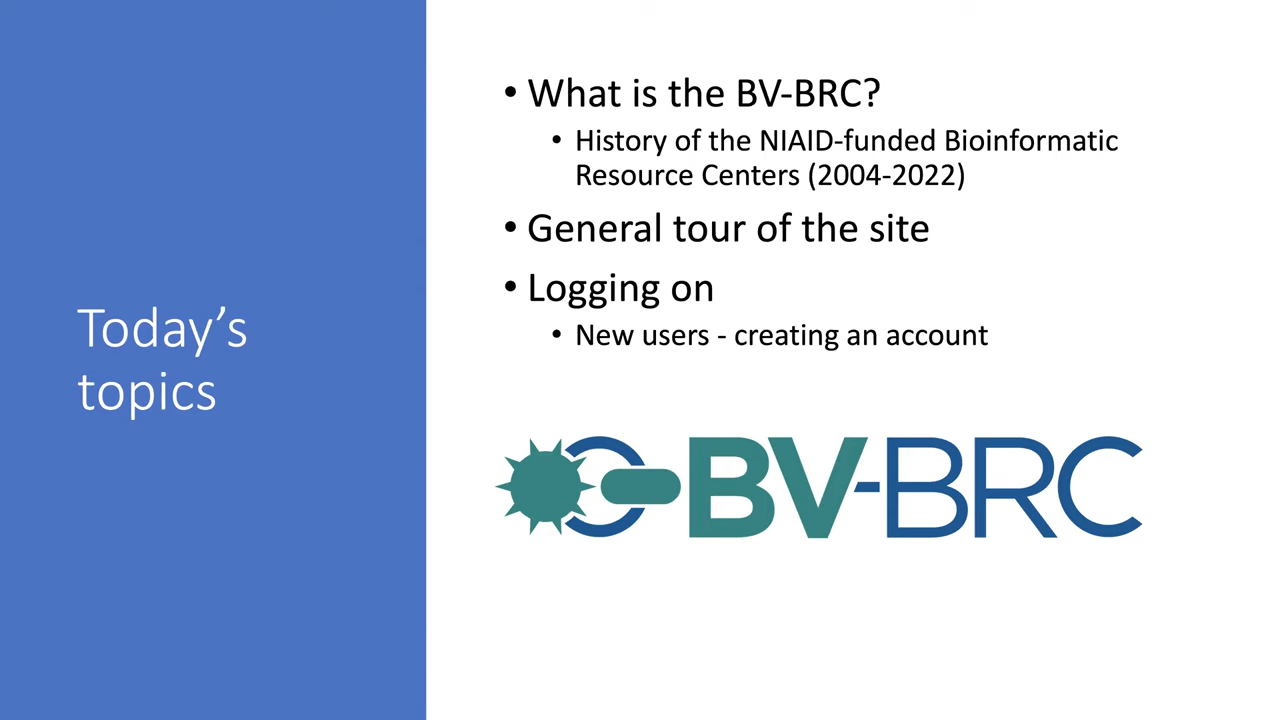 Today's
topics
• What is the BV-BRC?
• History of the NIAID-funded Bioinformatic
Resource Centers (2004-2022)
• General tour of the site
• Logging on
• New users - creating an account
BV-BRC